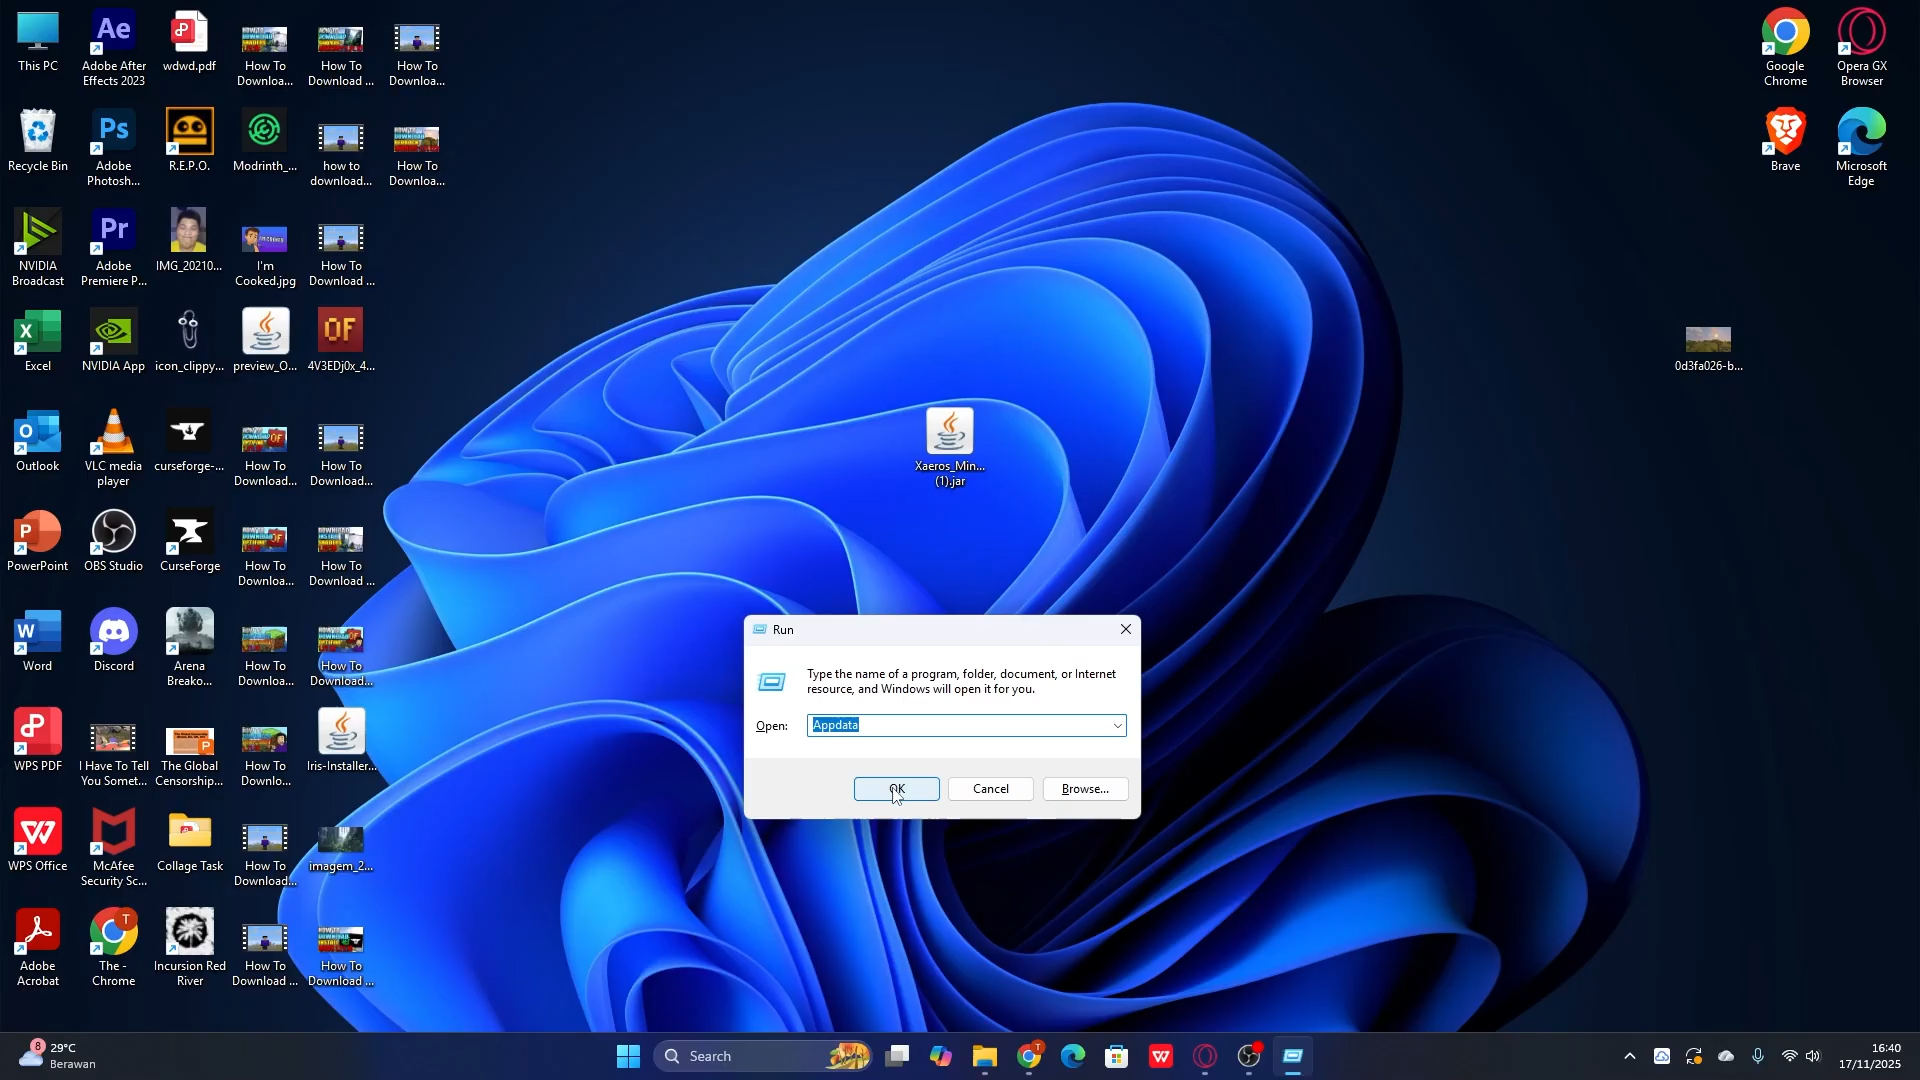 This PC
Adobe After
Effects 2023
wdwd.pdf
How To
Downloa...
How To
Download ...
How To
Downloa...
Google
Chrome
Opera GX
Browser
Recycle Bin
Adobe
Photosh...
R.E.P.O.
Modrinth_...
how to
download...
How To
Downloa...
Brave
Microsoft
Edge
NVIDIA
Broadcast
Adobe
Premiere P...
IMG_20210...
I'm
Cooked.jpg
How To
Download ...
Excel
NVIDIA App
icon_clippy...
preview_O...
4V3EDj0x_4...
0d3fa026-b...
Outlook
VLC media
player
curseforge-...
How To
Download...
How To
Download...
Xaeros_Min...
(1).jar
PowerPoint
OBS Studio
CurseForge
How To
Downloa...
How To
Download ...
Word
Discord
Arena
Breako...
How To
Downloa...
How To
Download...
Run
Type the name of a program, folder, document, or Internet
resource, and Windows will open it for you.
Open:
Appdata
OK
Cancel
Browse...
WPS PDF
I Have To Tell
You Somet...
The Global
Censorship...
How To
Downlo...
Iris-Installer...
WPS Office
McAfee
Security Sc...
Collage Task
How To
Download...
imagem_2...
Adobe
Acrobat
The -
Chrome
Incursion Red
River
How To
Download ...
How To
Download ...
8
29°C
Berawan
Search
16:40
17/11/2025